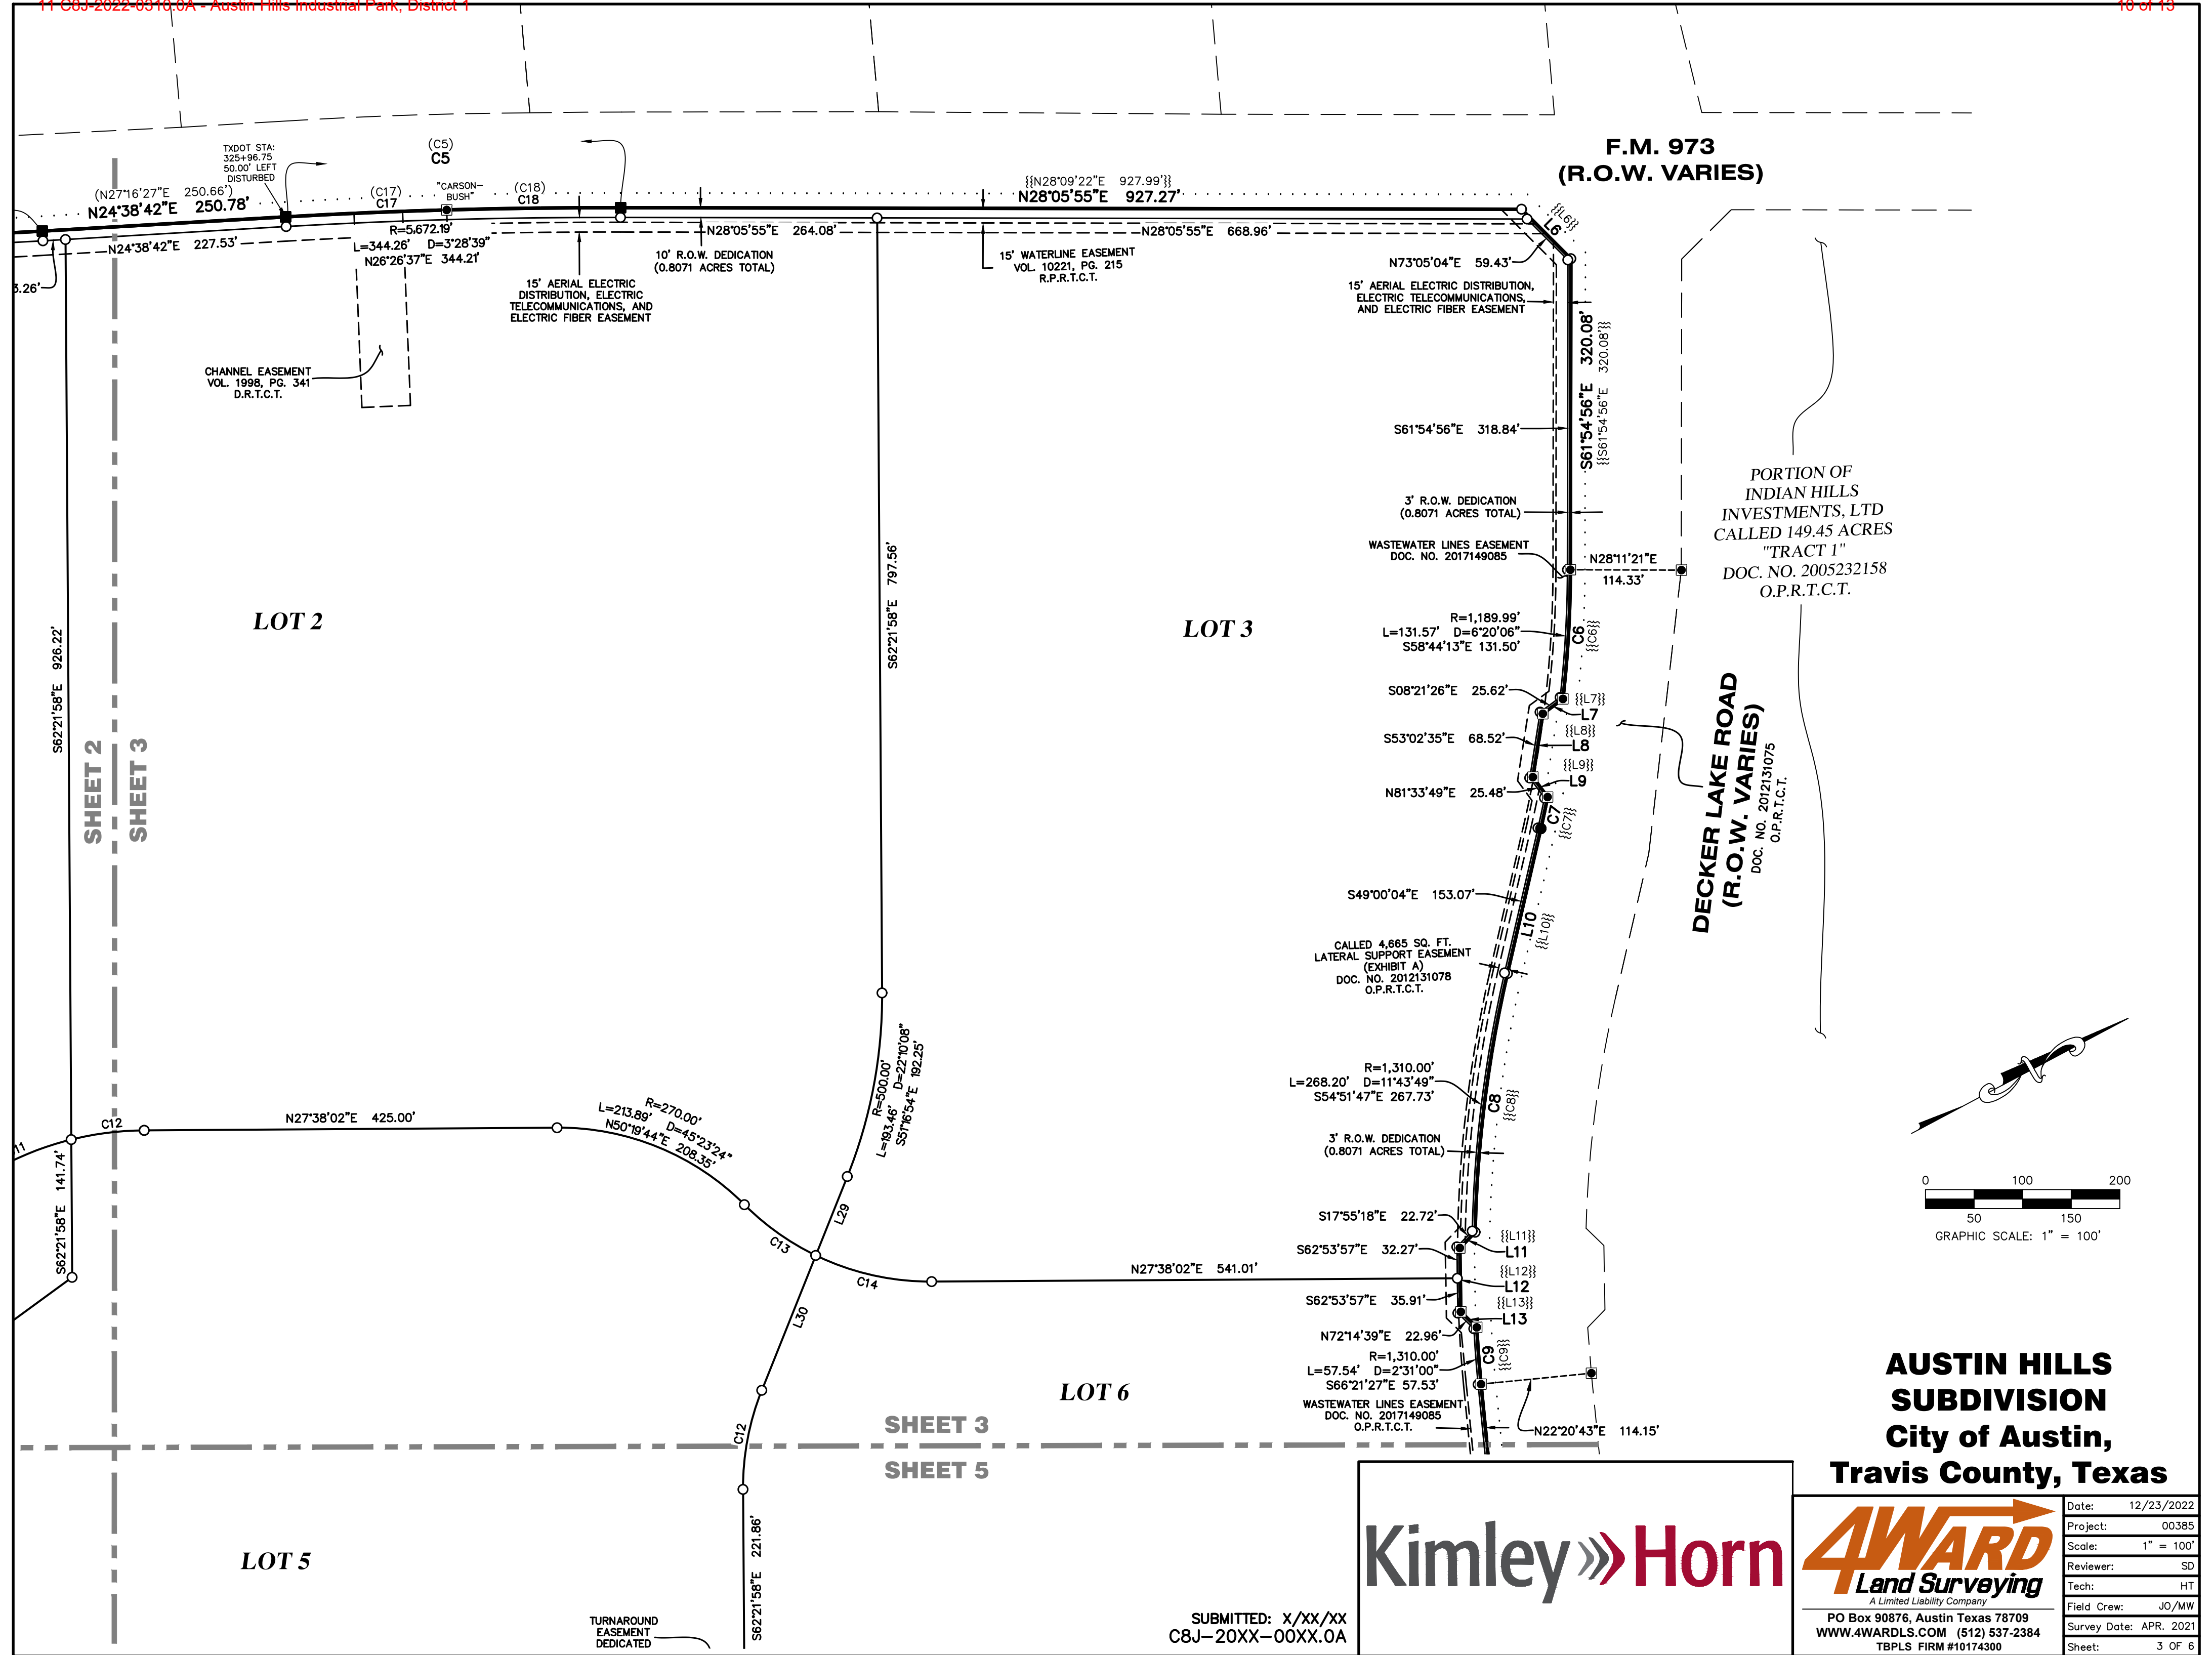 11 C8J-2022-0310.0A - Austin Hills Industrial Park; District 1
10 of 13
F.M. 973
(R.O.W. VARIES)
TXDOT STA:
325+96.75
50.00' LEFT
DISTURBED
(C5)
C5
(N27°16'27"E 250.66')
N24°38'42"E 250.78'
(C17)
C17
"CARSON-
BUSH"
(C18)
C18
{{N28°09'22"E 927.99'}}
N28°05'55"E 927.27'
{{L6}}
L6
3.26'
N24°38'42"E 227.53'
R=5,672.19'
L=344.26' D=3°28'39"
N26°26'37"E 344.21'
N28°05'55"E 264.08'
N28°05'55"E 668.96'
15' AERIAL ELECTRIC
DISTRIBUTION, ELECTRIC
TELECOMMUNICATIONS, AND
ELECTRIC FIBER EASEMENT
10' R.O.W. DEDICATION
(0.8071 ACRES TOTAL)
15' WATERLINE EASEMENT
VOL. 10221, PG. 215
R.P.R.T.C.T.
N73°05'04"E 59.43'
15' AERIAL ELECTRIC DISTRIBUTION,
ELECTRIC TELECOMMUNICATIONS,
AND ELECTRIC FIBER EASEMENT
S61°54'56"E 320.08'
{{S61°54'56"E 320.08'}}
CHANNEL EASEMENT
VOL. 1998, PG. 341
D.R.T.C.T.
S61°54'56"E 318.84'
3' R.O.W. DEDICATION
(0.8071 ACRES TOTAL)
WASTEWATER LINES EASEMENT
DOC. NO. 2017149085
N28°11'21"E
114.33'
PORTION OF
INDIAN HILLS
INVESTMENTS, LTD
CALLED 149.45 ACRES
"TRACT 1"
DOC. NO. 2005232158
O.P.R.T.C.T.
LOT 2
LOT 3
S62°21'58"E 926.22'
S62°21'58"E 797.56'
SHEET 2
SHEET 3
R=1,189.99'
L=131.57' D=6°20'06"
S58°44'13"E 131.50'
C6
{{C6}}
S08°21'26"E 25.62'
{{L7}}
L7
S53°02'35"E 68.52'
{{L8}}
L8
{{L9}}
L9
N81°33'49"E 25.48'
C7
{{C7}}
DECKER LAKE ROAD
(R.O.W. VARIES)
DOC. NO. 2012131075
O.P.R.T.C.T.
S49°00'04"E 153.07'
L10
{{L10}}
CALLED 4,665 SQ. FT.
LATERAL SUPPORT EASEMENT
(EXHIBIT A)
DOC. NO. 2012131078
O.P.R.T.C.T.
R=500.00'
L=193.46' D=22°10'08"
S51°16'54"E 192.25'
R=1,310.00'
L=268.20' D=11°43'49"
S54°51'47"E 267.73'
C8
{{C8}}
11
C12
N27°38'02"E 425.00'
R=270.00'
L=213.89' D=45°23'24"
N50°19'44"E 208.35'
3' R.O.W. DEDICATION
(0.8071 ACRES TOTAL)
S62°21'58"E 141.74'
L29
C13
C14
N27°38'02"E 541.01'
L30
C12
S17°55'18"E 22.72'
{{L11}}
L11
S62°53'57"E 32.27'
{{L12}}
L12
S62°53'57"E 35.91'
{{L13}}
L13
N72°14'39"E 22.96'
R=1,310.00'
L=57.54' D=2°31'00"
S66°21'27"E 57.53'
C9
{{C9}}
WASTEWATER LINES EASEMENT
DOC. NO. 2017149085
O.P.R.T.C.T.
N22°20'43"E 114.15'
0 100 200
50 150
GRAPHIC SCALE: 1" = 100'
LOT 6
SHEET 3
SHEET 5
LOT 5
S62°21'58"E 221.86'
TURNAROUND
EASEMENT
DEDICATED
SUBMITTED: X/XX/XX
C8J-20XX-00XX.0A
AUSTIN HILLS
SUBDIVISION
City of Austin,
Travis County, Texas
Kimley»Horn
4WARD
Land Surveying
A Limited Liability Company
PO Box 90876, Austin Texas 78709
WWW.4WARDLS.COM (512) 537-2384
TBPLS FIRM #10174300
Date: 12/23/2022
Project: 00385
Scale: 1" = 100'
Reviewer: SD
Tech: HT
Field Crew: JO/MW
Survey Date: APR. 2021
Sheet: 3 OF 6